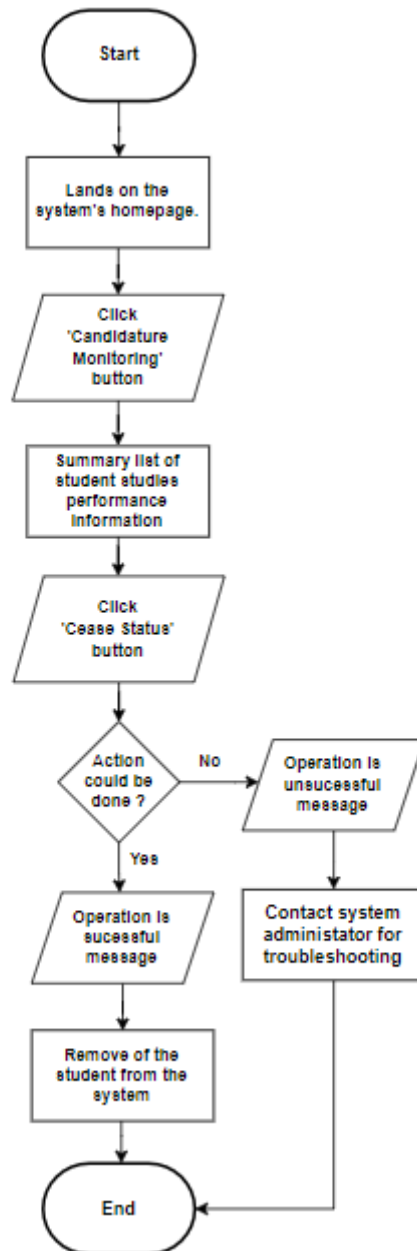 Start
Lands on the
system's homepage.
Click
'Candidature
Monitoring'
button
Summary list of
student studies
performance
information
Click
'Cease Status'
button
Action
could be
done ?
No
Operation is
unsucessful
message
Yes
Operation is
sucessful
message
Contact system
administator for
troubleshooting
Remove of the
student from the
system
End